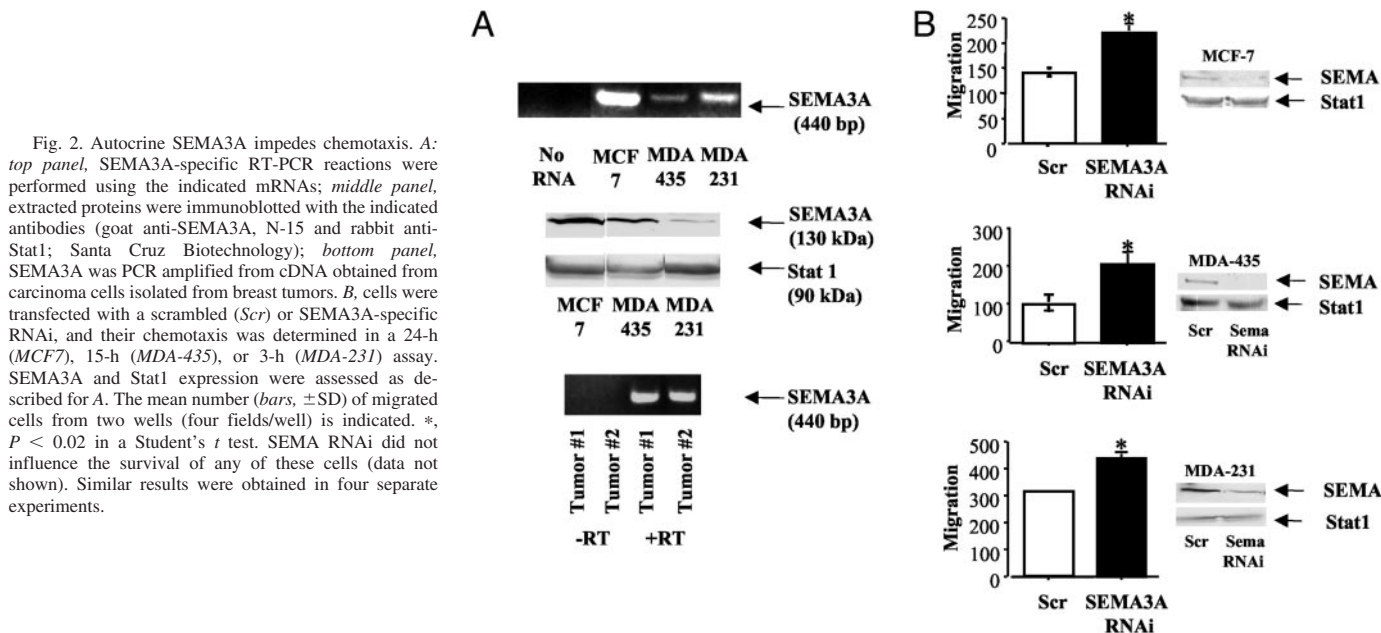 Fig. 2. Autocrine SEMA3A impedes chemotaxis. A:
top panel, SEMA3A-specific RT-PCR reactions were
performed using the indicated mRNAs; middle panel,
extracted proteins were immunoblotted with the indicated
antibodies (goat anti-SEMA3A, N-15 and rabbit anti-
Stat1; Santa Cruz Biotechnology); bottom panel,
SEMA3A was PCR amplified from cDNA obtained from
carcinoma cells isolated from breast tumors. B, cells were
transfected with a scrambled (Scr) or SEMA3A-specific
RNAi, and their chemotaxis was determined in a 24-h
(MCF7), 15-h (MDA-435), or 3-h (MDA-231) assay.
SEMA3A and Stat1 expression were assessed as de-
scribed for A. The mean number (bars, ±SD) of migrated
cells from two wells (four fields/well) is indicated. *,
P < 0.02 in a Student's t test. SEMA RNAi did not
influence the survival of any of these cells (data not
shown). Similar results were obtained in four separate
experiments.
A
SEMA3A
(440 bp)
No RNA
MCF 7
MDA 435
MDA 231
SEMA3A
(130 kDa)
Stat 1
(90 kDa)
MCF 7
MDA 435
MDA 231
SEMA3A
(440 bp)
Tumor #1
Tumor #2
Tumor #1
Tumor #2
-RT
+RT
B
Migration
250
200
150
100
50
0
*
Scr
SEMA3A
RNAi
MCF-7
SEMA
Stat1
Migration
300
200
100
0
*
Scr
SEMA3A
RNAi
MDA-435
SEMA
Stat1
Scr
Sema
RNAi
Migration
500
400
300
200
100
0
*
Scr
SEMA3A
RNAi
MDA-231
SEMA
Stat1
Scr
Sema
RNAi